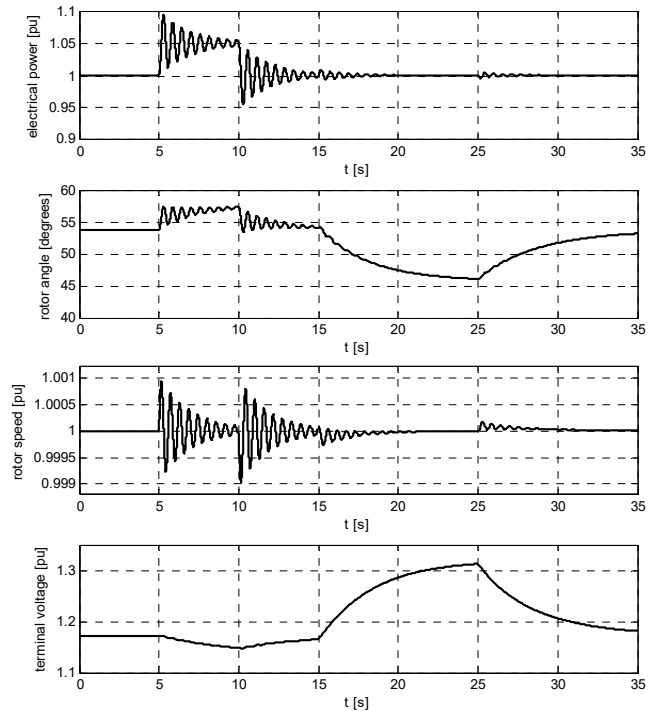 electrical power [pu]
1.1
1.05
1
0.95
0.9
0 5 10 15 20 25 30 35
t [s]
rotor angle [degrees]
60
55
50
45
40
0 5 10 15 20 25 30 35
t [s]
rotor speed [pu]
1.001
1.0005
1
0.9995
0.999
0 5 10 15 20 25 30 35
t [s]
terminal voltage [pu]
1.3
1.2
1.1
0 5 10 15 20 25 30 35
t [s]